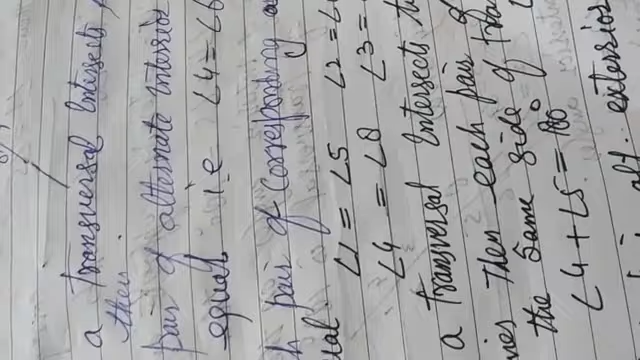 a Transversal Intersects
then.
pair of alternate interior
equal i.e ∠4=∠6
pair of Corresponding
∠1=∠5 ∠2=
∠4=∠8 ∠3=
a Transversal Intersects
Then each pair of
the same side of
∠4+∠5=180°
alt. exterior